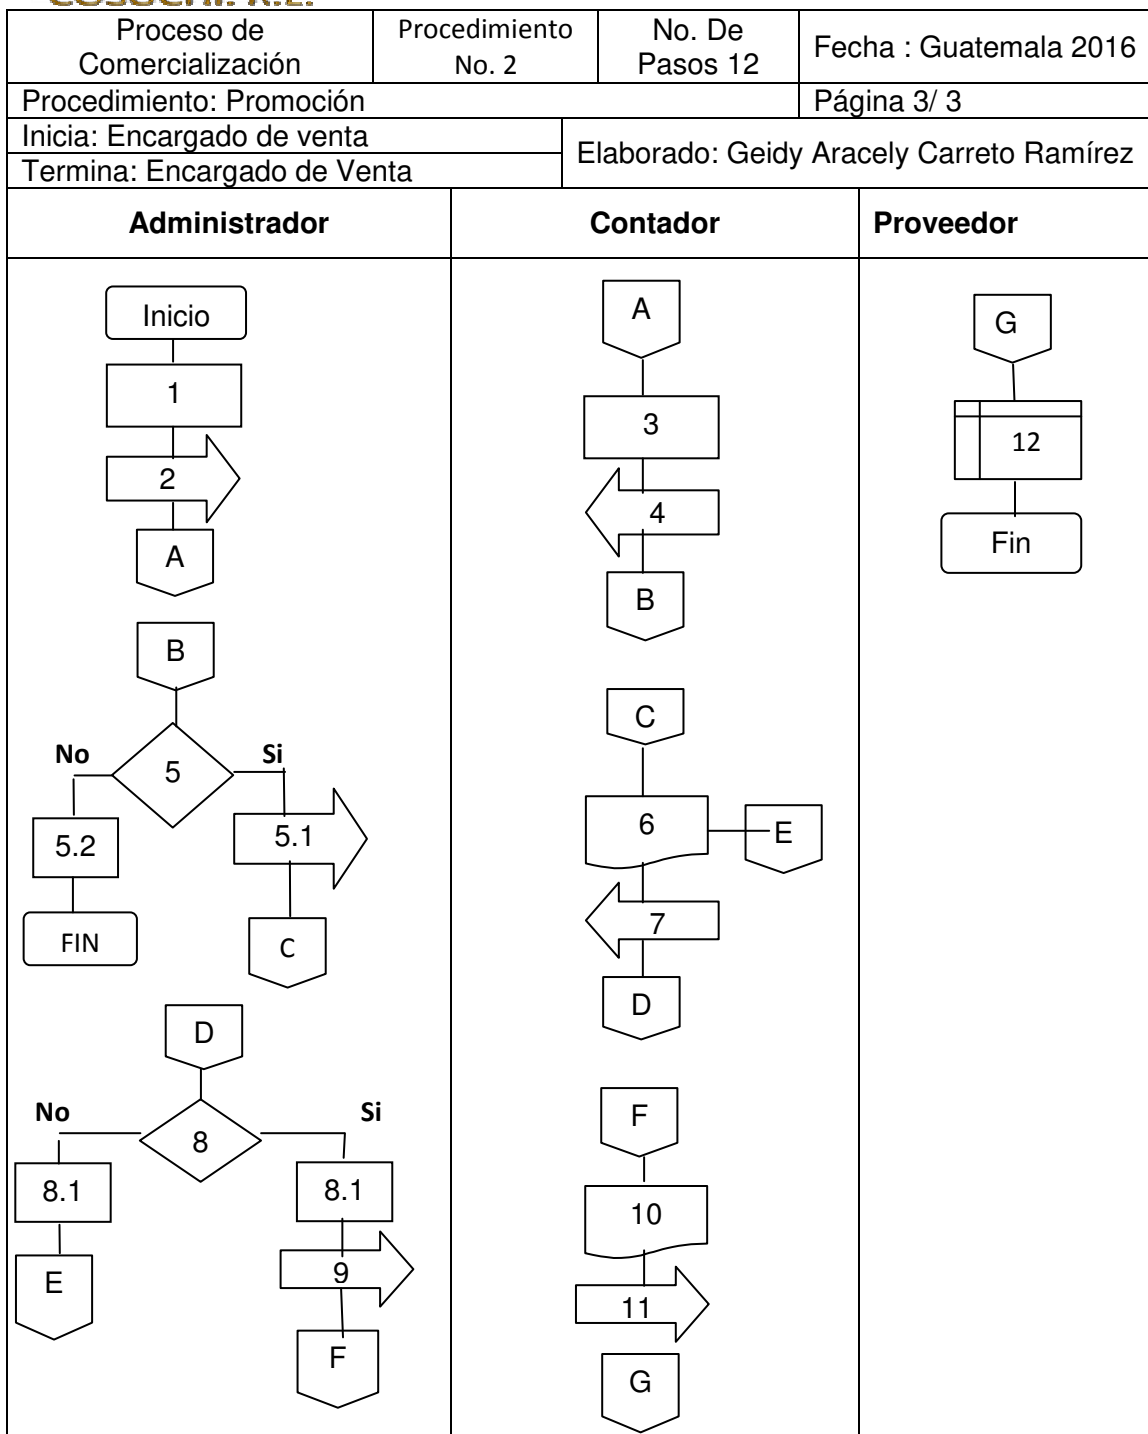 Proceso de Comercialización
Procedimiento No. 2
No. De Pasos 12
Fecha : Guatemala 2016
Procedimiento: Promoción
Página 3/ 3
Inicia: Encargado de venta
Termina: Encargado de Venta
Elaborado: Geidy Aracely Carreto Ramírez
Administrador
Contador
Proveedor
Inicio
1
2
A
B
No
5
Si
5.2
5.1
FIN
C
D
No
8
Si
8.1
8.1
E
9
F
A
3
4
B
C
6
E
7
D
F
10
11
G
G
12
Fin